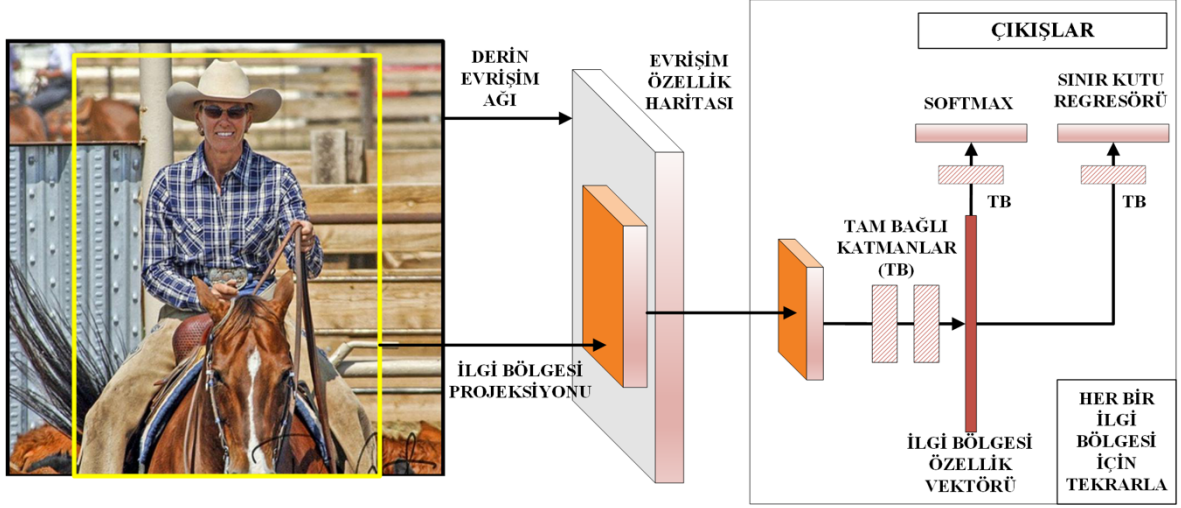 DERİN
EVRİŞİM
AĞI
EVRİŞİM
ÖZELLİK
HARİTASI
İLGİ BÖLGESİ
PROJEKSİYONU
ÇIKIŞLAR
SOFTMAX
SINIR KUTU
REGRESÖRÜ
TB
TB
TAM BAĞLI
KATMANLAR
(TB)
İLGİ BÖLGESİ
ÖZELLİK
VEKTÖRÜ
HER BİR
İLGİ
BÖLGESİ
İÇİN
TEKRARLA